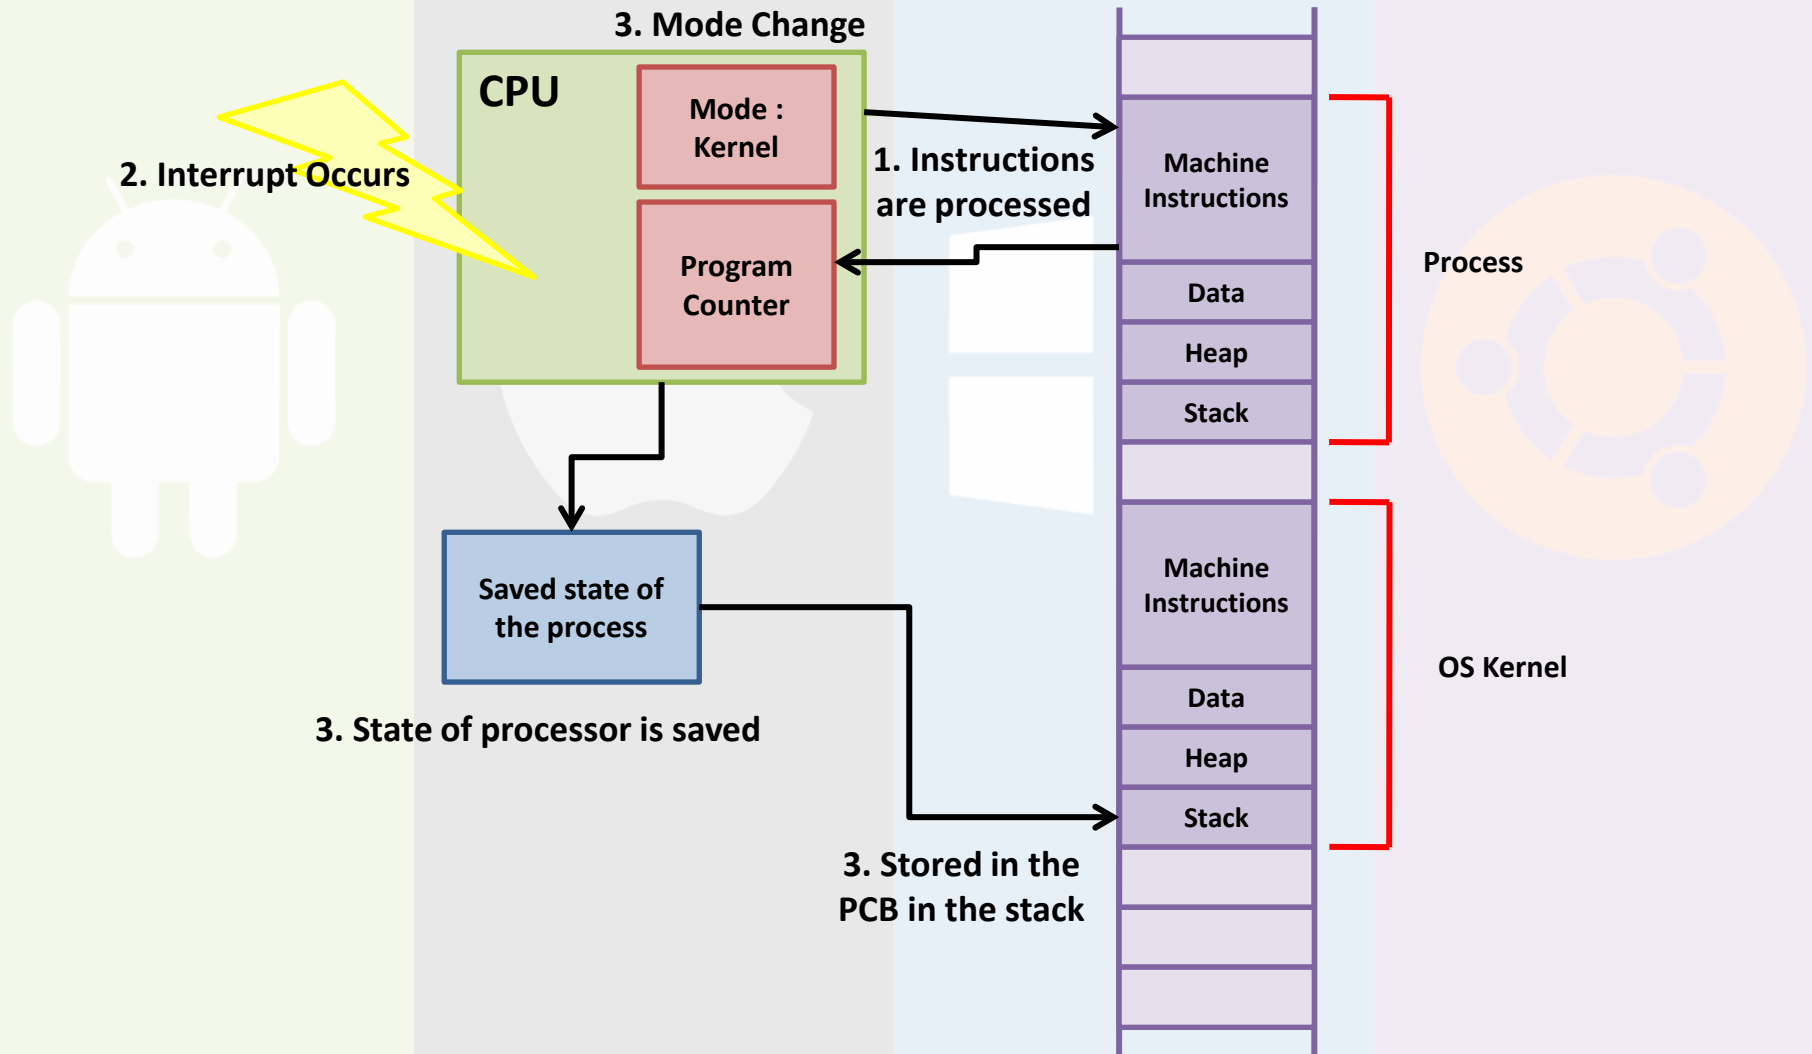 3. Mode Change
CPU
Mode :
Kernel
2. Interrupt Occurs
1. Instructions
are processed
Program
Counter
Machine
Instructions
Data
Heap
Stack
Process
Saved state of
the process
3. State of processor is saved
3. Stored in the
PCB in the stack
Machine
Instructions
Data
Heap
Stack
OS Kernel